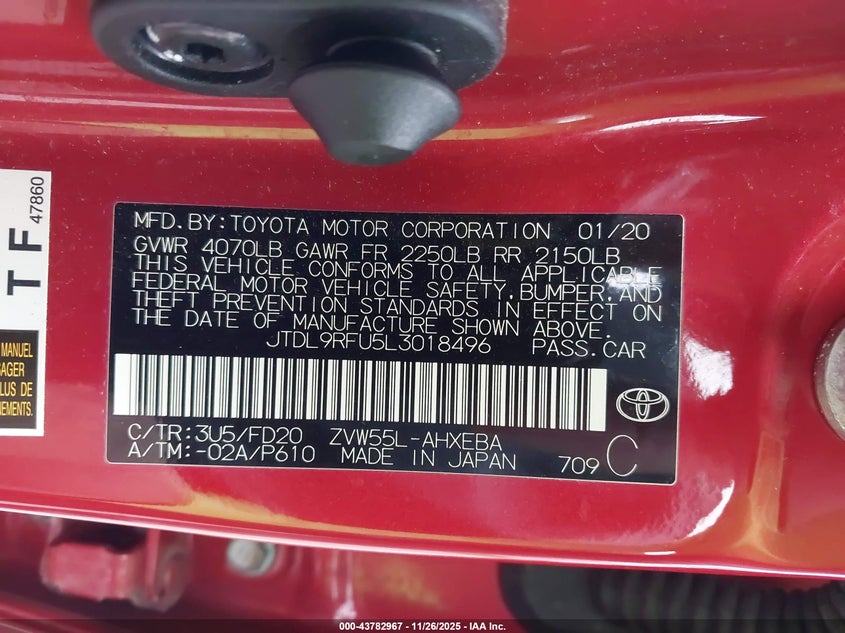 MFD.BY:TOYOTA MOTOR CORPORATION 01/20
GVWR 4070LB GAWR FR 2250LB RR 2150LB
THIS VEHICLE CONFORMS TO ALL APPLICABLE
FEDERAL MOTOR VEHICLE SAFETY,BUMPER,AND
THEFT PREVENTION STANDARDS IN EFFECT ON
THE DATE OF MANUFACTURE SHOWN ABOVE.
JTDL9RFU5L3018496 PASS.CAR
C/TR:3U5/FD20 ZVW55L-AHXEBA
A/TM:-02A/P610 MADE IN JAPAN 709 C
T F
47860
MANUEL
LUS DE
NEMENTS.
000-43782967 - 11/26/2025 - IAA Inc.